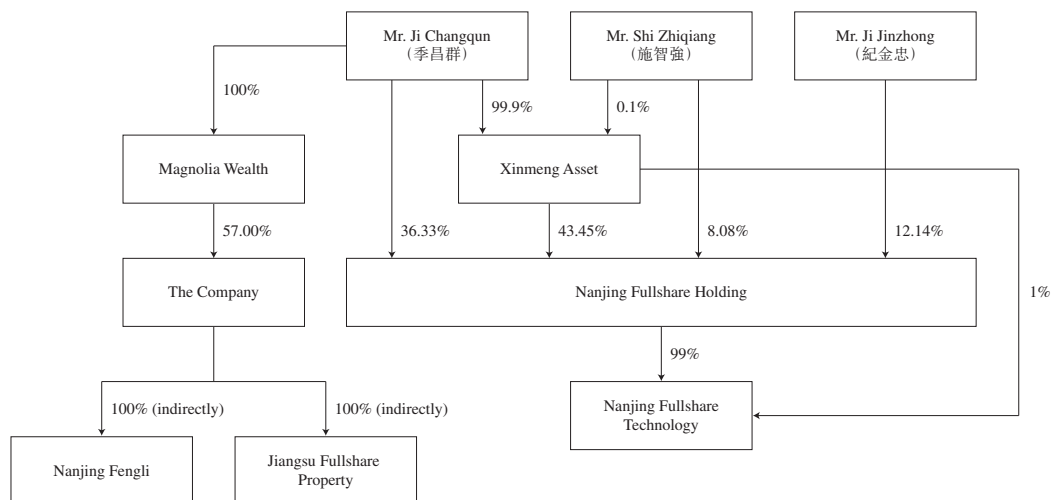 Mr. Ji Changqun
（季昌群）
Mr. Shi Zhiqiang
（施智強）
Mr. Ji Jinzhong
（紀金忠）
100%
99.9%
0.1%
Magnolia Wealth
Xinmeng Asset
57.00%
36.33%
43.45%
8.08%
12.14%
The Company
Nanjing Fullshare Holding
1%
99%
100% (indirectly)
100% (indirectly)
Nanjing Fullshare
Technology
Nanjing Fengli
Jiangsu Fullshare
Property